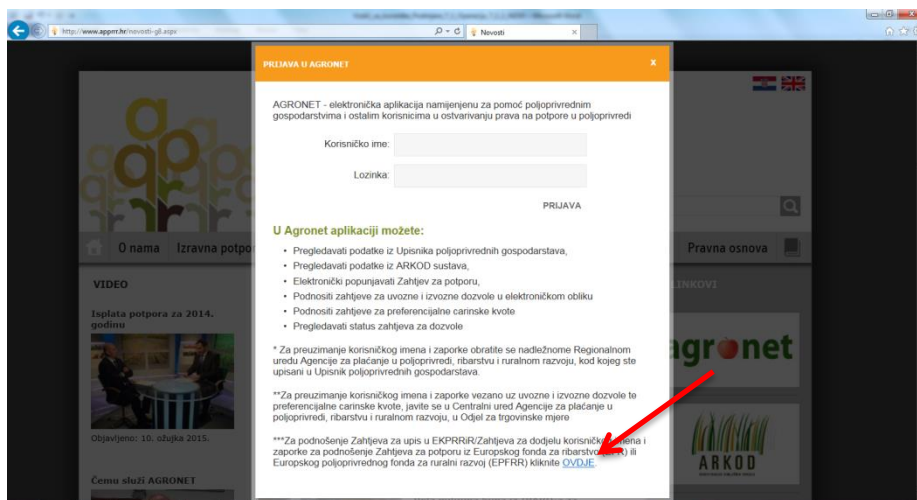 http://www.apprrr.hr/novosti-g8.aspx
Novosti
PRIJAVA U AGRONET
x
AGRONET - elektronička aplikacija namijenjenu za pomoć poljoprivrednim
gospodarstvima i ostalim korisnicima u ostvarivanju prava na potpore u poljoprivredi
Korisničko ime:
Lozinka:
PRIJAVA
U Agronet aplikaciji možete:
• Pregledavati podatke iz Upisnika poljoprivrednih gospodarstava,
• Pregledavati podatke iz ARKOD sustava,
• Elektronički popunjavati Zahtjev za potporu,
• Podnositi zahtjeve za uvozne i izvozne dozvole u elektroničkom obliku
• Podnositi zahtjeve za preferencijalne carinske kvote
• Pregledavati status zahtjeva za dozvole
* Za preuzimanje korisničkog imena i zaporke obratite se nadležnome Regionalnom
uredu Agencije za plaćanje u poljoprivredi, ribarstvu i ruralnom razvoju, kod kojeg ste
upisani u Upisnik poljoprivrednih gospodarstava.
**Za preuzimanje korisničkog imena i zaporke vezano uz uvozne i izvozne dozvole te
preferencijalne carinske kvote, javite se u Centralni ured Agencije za plaćanje u
poljoprivredi, ribarstvu i ruralnom razvoju, u Odjel za trgovinske mjere
***Za podnošenje Zahtjeva za upis u EKPRRiR/Zahtjeva za dodjelu korisničkog imena i
zaporke za podnošenje Zahtjeva za potporu iz Europskog fonda za ribarstvo (EFR) ili
Europskog poljoprivrednog fonda za ruralni razvoj (EPFRR) kliknite OVDJE.
O nama Izravna potpo
Pravna osnova
VIDEO
LINKOVI
Isplata potpora za 2014.
godinu
Objavljeno: 10. ožujka 2015.
Čemu služi AGRONET
agronet
ARKOD